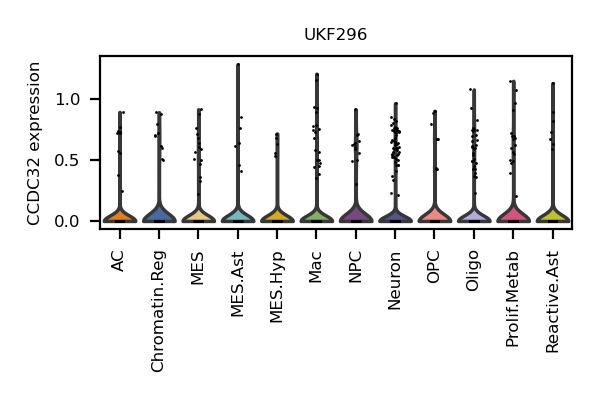 UKF296
CCDC32 expression
1.0
0.5
0.0
AC
Chromatin.Reg
MES
MES.Ast
MES.Hyp
Mac
NPC
Neuron
OPC
Oligo
Prolif.Metab
Reactive.Ast